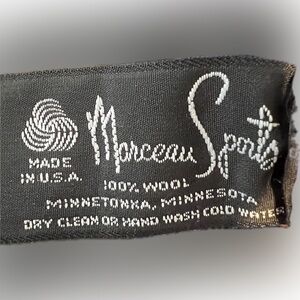 Marceau Sports
MADE
IN U.S.A.
100% WOOL
MINNETONKA, MINNESOTA
DRY CLEAN OR HAND WASH COLD WATER